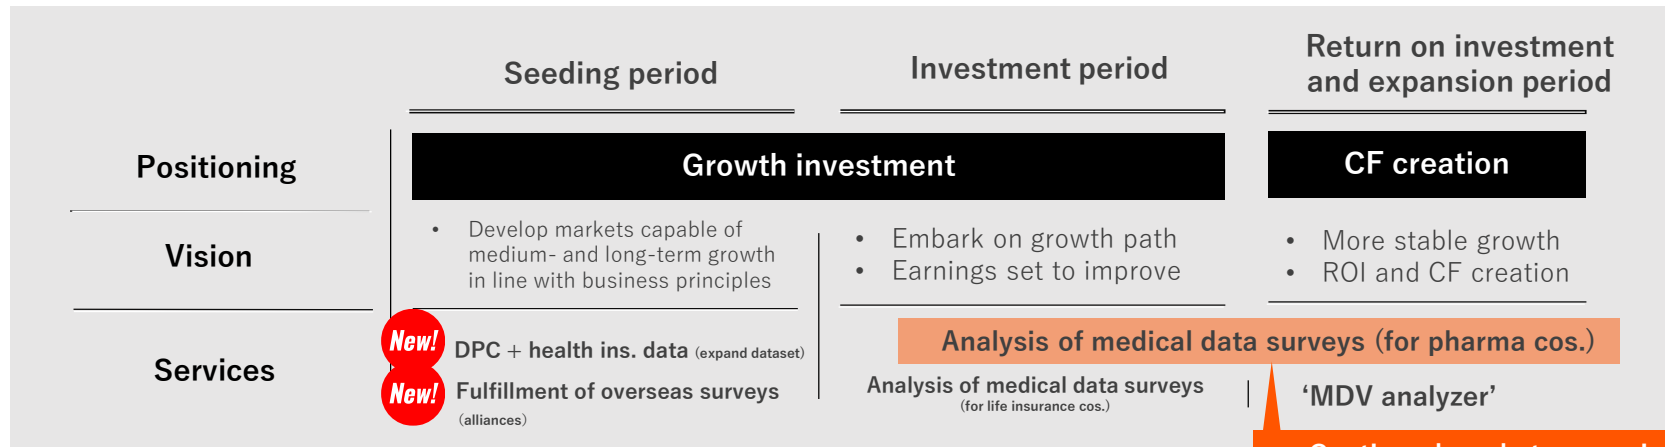 Seeding period
Investment period
Return on investment
and expansion period
Positioning
Growth investment
CF creation
Vision
• Develop markets capable of
medium- and long-term growth
in line with business principles
• Embark on growth path
• Earnings set to improve
• More stable growth
• ROI and CF creation
Services
New!
DPC + health ins. data (expand dataset)
New!
Fulfillment of overseas surveys
(alliances)
Analysis of medical data surveys (for pharma cos.)
Analysis of medical data surveys
(for life insurance cos.)
‘MDV analyzer’